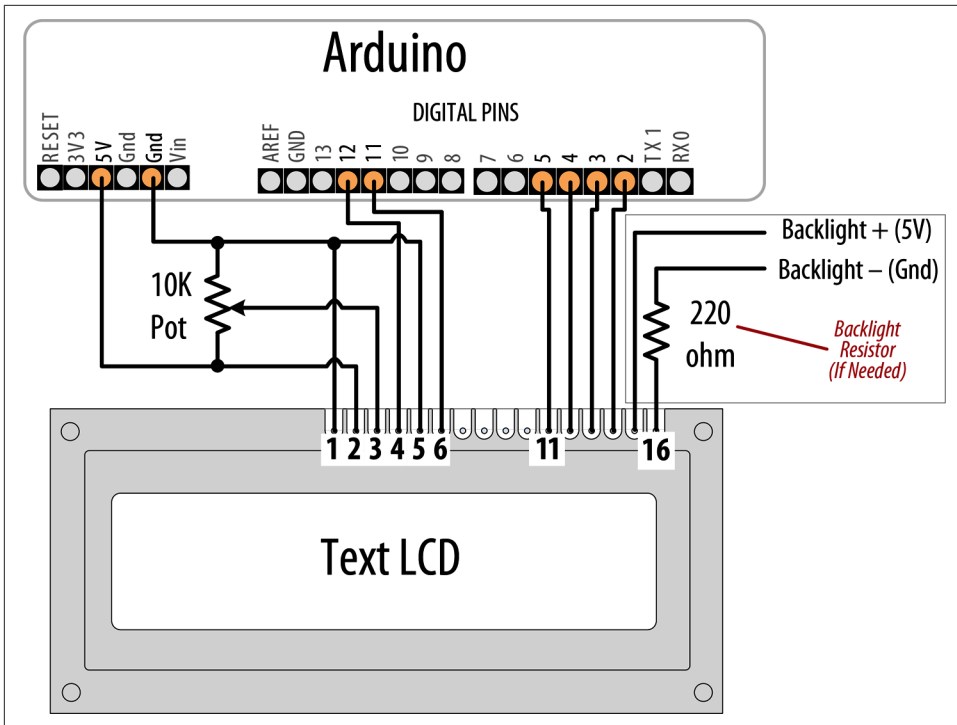 Arduino
DIGITAL PINS
RESET
3V3
5V
Gnd
Gnd
Vin
AREF
GND
13
12
11
10
9
8
7
6
5
4
3
2
TX 1
RX 0
10K
Pot
Backlight + (5V)
Backlight – (Gnd)
220
ohm
Backlight
Resistor
(If Needed)
1 2 3 4 5 6 11 16
Text LCD